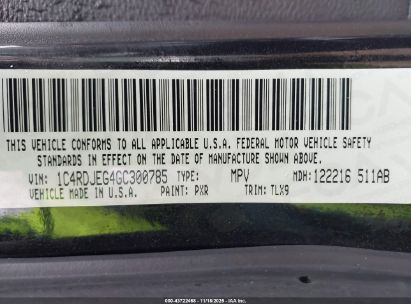 THIS VEHICLE CONFORMS TO ALL APPLICABLE U.S.A. FEDERAL MOTOR VEHICLE SAFETY
STANDARDS IN EFFECT ON THE DATE OF MANUFACTURE SHOWN ABOVE.
VIN: 1C4RDJEG4GC300785 TYPE: MPV MDH: 122216 511AB
VEHICLE MADE IN U.S.A. PAINT: PXR TRIM: TLX9